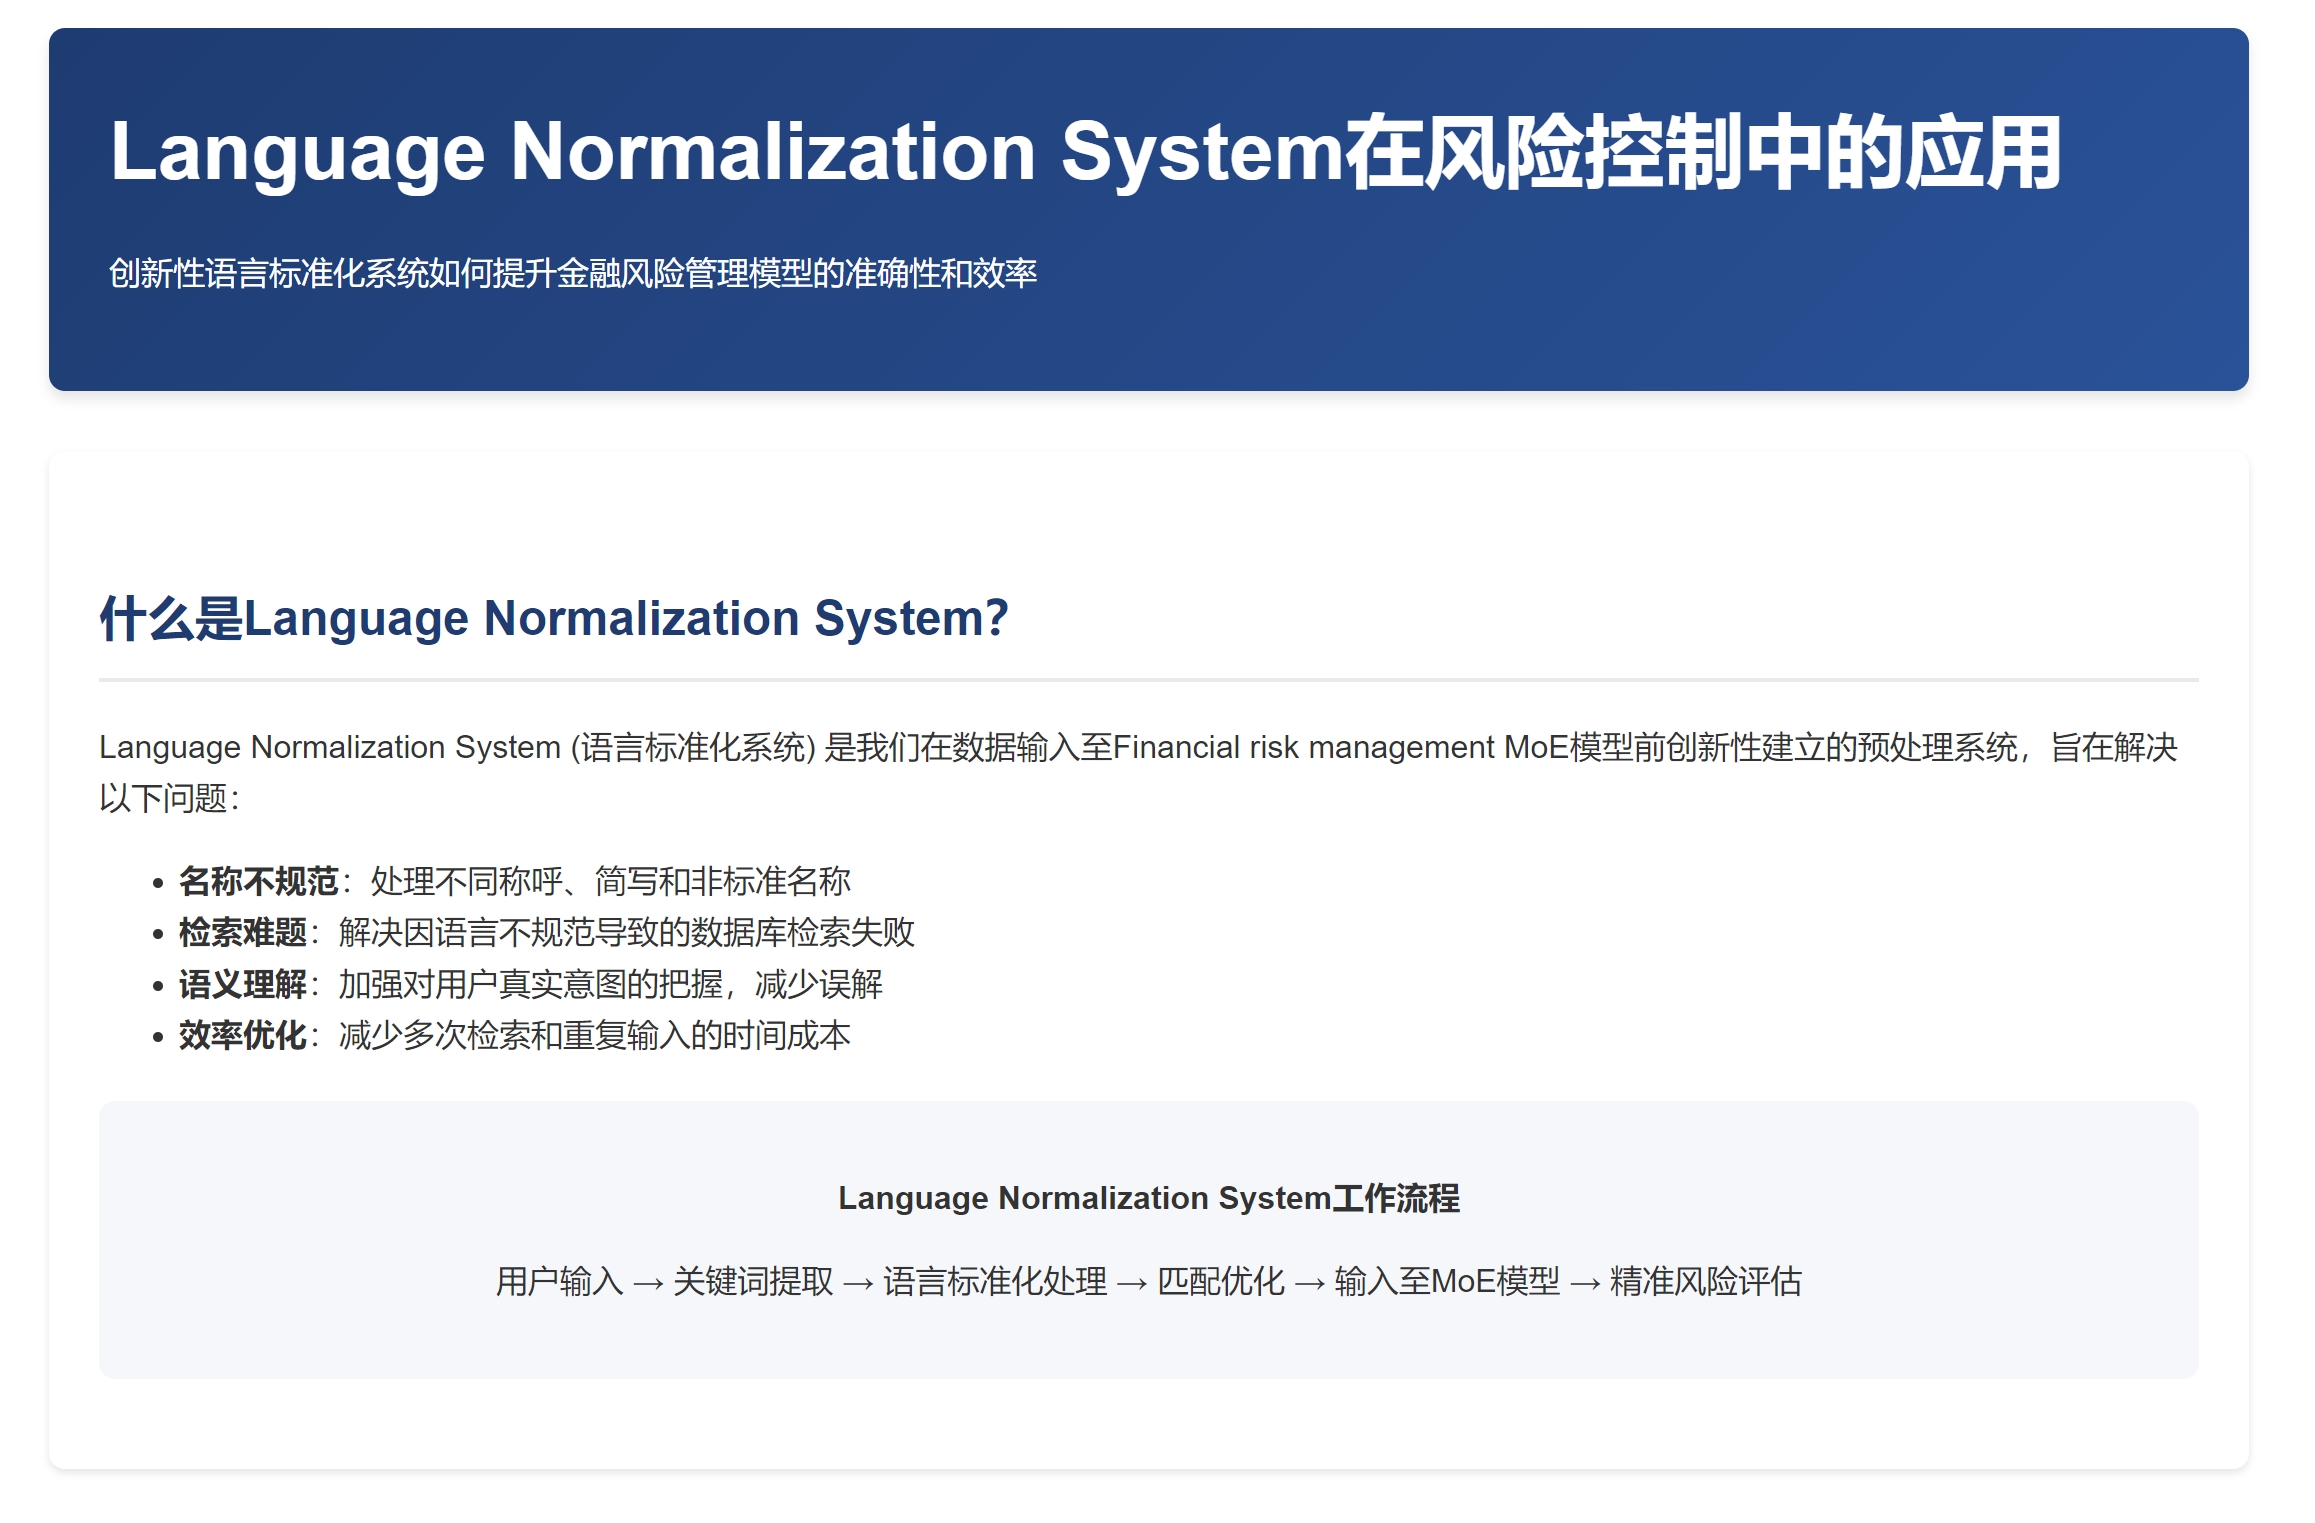 Language Normalization System在风险控制中的应用
创新性语言标准化系统如何提升金融风险管理模型的准确性和效率
什么是Language Normalization System？
Language Normalization System (语言标准化系统) 是我们在数据输入至Financial risk management MoE模型前创新性建立的预处理系统，旨在解决
以下问题：
• 名称不规范：处理不同称呼、简写和非标准名称
• 检索难题：解决因语言不规范导致的数据库检索失败
• 语义理解：加强对用户真实意图的把握，减少误解
• 效率优化：减少多次检索和重复输入的时间成本
Language Normalization System工作流程
用户输入 → 关键词提取 → 语言标准化处理 → 匹配优化 → 输入至MoE模型 → 精准风险评估